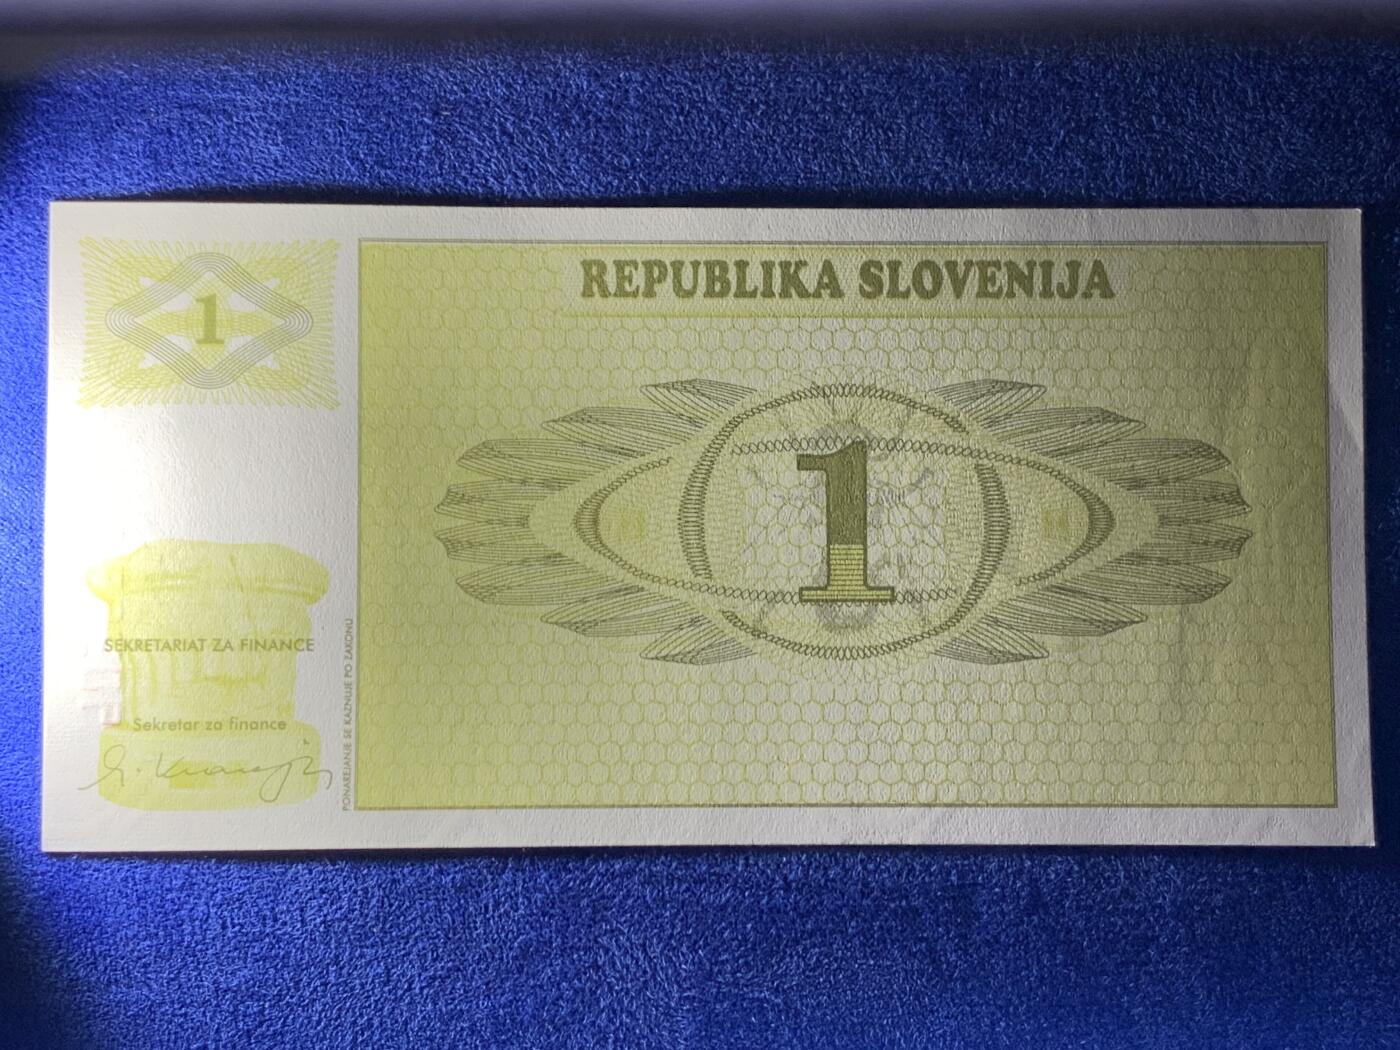 1
REPUBLIKA SLOVENIJA
1
SEKRETARIAT ZA FINANCE
Sekretar za finance
PONAREJANJE SE KAZNUJE PO ZAKONU